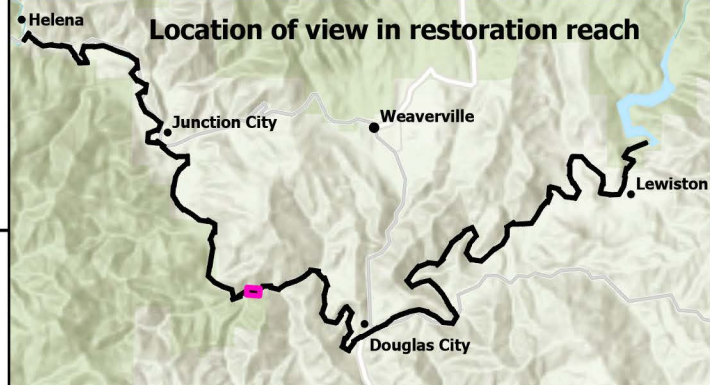 Location of view in restoration reach
Helena
Junction City
Weaverville
Lewiston
Douglas City